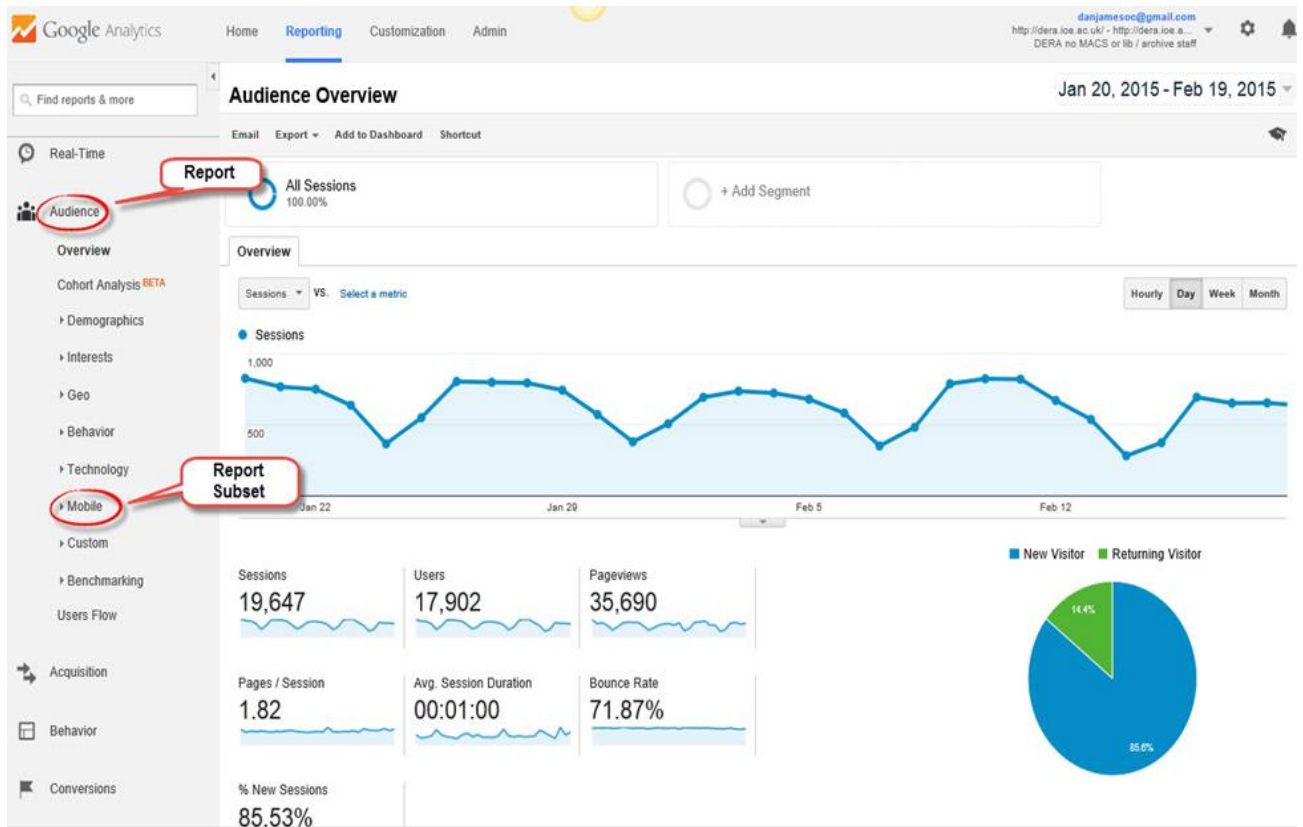 Google Analytics
Home Reporting Customization Admin
danjamesoc@gmail.com
http://dera.ioe.ac.uk/ - http://dera.ioe.a...
DERA no MACS or lib / archive staff
Find reports & more
Audience Overview
Jan 20, 2015 - Feb 19, 2015
Email Export Add to Dashboard Shortcut
Real-Time
Report
All Sessions
100.00%
+ Add Segment
Audience
Overview
Overview
Cohort Analysis BETA
Sessions VS. Select a metric
Hourly Day Week Month
Demographics
Sessions
Interests
1,000
Geo
Behavior
500
Technology
Report
Subset
Mobile
Jan 22 Jan 29 Feb 5 Feb 12
Custom
New Visitor Returning Visitor
Benchmarking
Users Flow
Sessions Users Pageviews
19,647 17,902 35,690
14.4%
Acquisition
Pages / Session Avg. Session Duration Bounce Rate
1.82 00:01:00 71.87%
Behavior
85.6%
Conversions
% New Sessions
85.53%